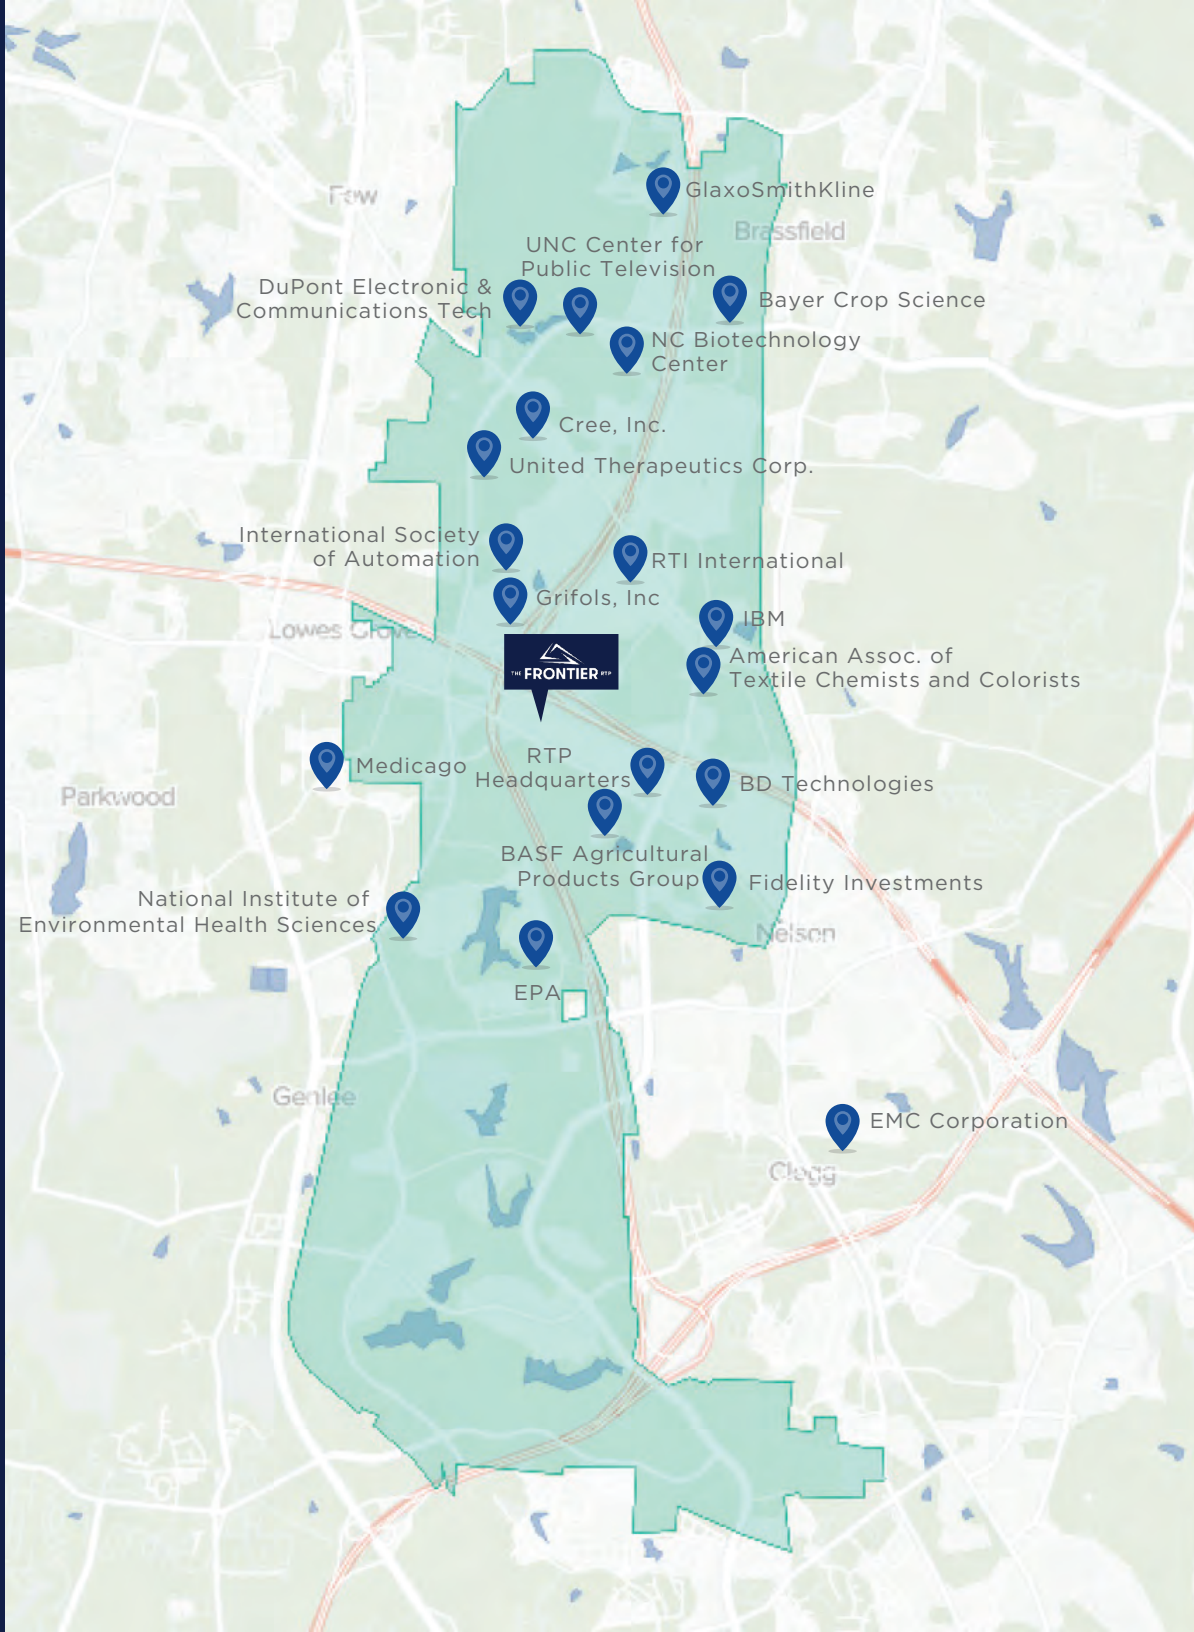 Fow
GlaxoSmithKline
Brassfield
UNC Center for
Public Television
DuPont Electronic &
Communications Tech
Bayer Crop Science
NC Biotechnology
Center
Cree, Inc.
United Therapeutics Corp.
International Society
of Automation
RTI International
Grifols, Inc
Lowes Grove
IBM
American Assoc. of
Textile Chemists and Colorists
THE FRONTIER RTP
RTP
Headquarters
Medicago
BD Technologies
Parkwood
BASF Agricultural
Products Group
Fidelity Investments
National Institute of
Environmental Health Sciences
Nelson
EPA
Genlee
EMC Corporation
Clegg